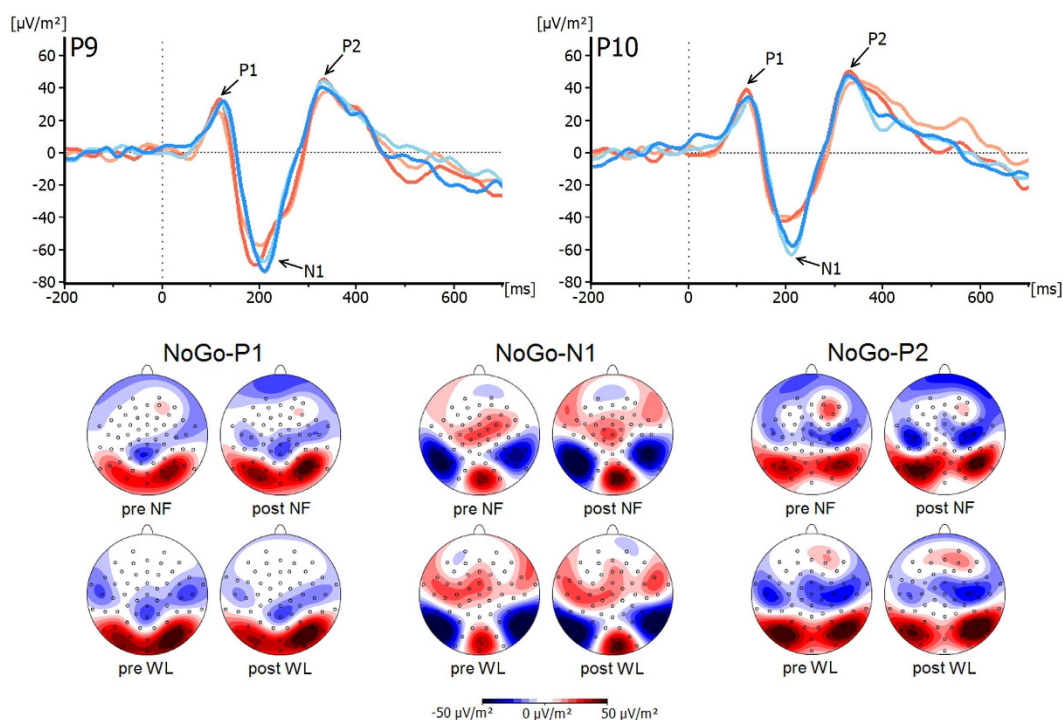 [µV/m²]
P9
60
40
20
0
-20
-40
-60
-80
-200
0
200
400
600
[ms]
P1
P2
N1
[µV/m²]
P10
60
40
20
0
-20
-40
-60
-80
-200
0
200
400
600
[ms]
P1
P2
N1
NoGo-P1
NoGo-N1
NoGo-P2
pre NF
post NF
pre NF
post NF
pre NF
post NF
pre WL
post WL
pre WL
post WL
pre WL
post WL
-50 µV/m²
0 µV/m²
50 µV/m²